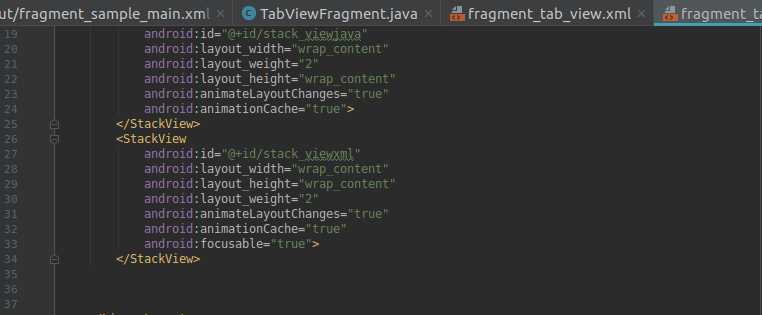 ut/fragment_sample_main.xml × TabViewFragment.java × fragment_tab_view.xml × fragment_ta
19 android:id="@+id/stack_viewjava"
20 android:layout_width="wrap_content"
21 android:layout_weight="2"
22 android:layout_height="wrap_content"
23 android:animateLayoutChanges="true"
24 android:animationCache="true">
25 </StackView>
26 <StackView
27 android:id="@+id/stack_viewxml"
28 android:layout_width="wrap_content"
29 android:layout_height="wrap_content"
30 android:layout_weight="2"
31 android:animateLayoutChanges="true"
32 android:animationCache="true"
33 android:focusable="true">
34 </StackView>
35
36
37